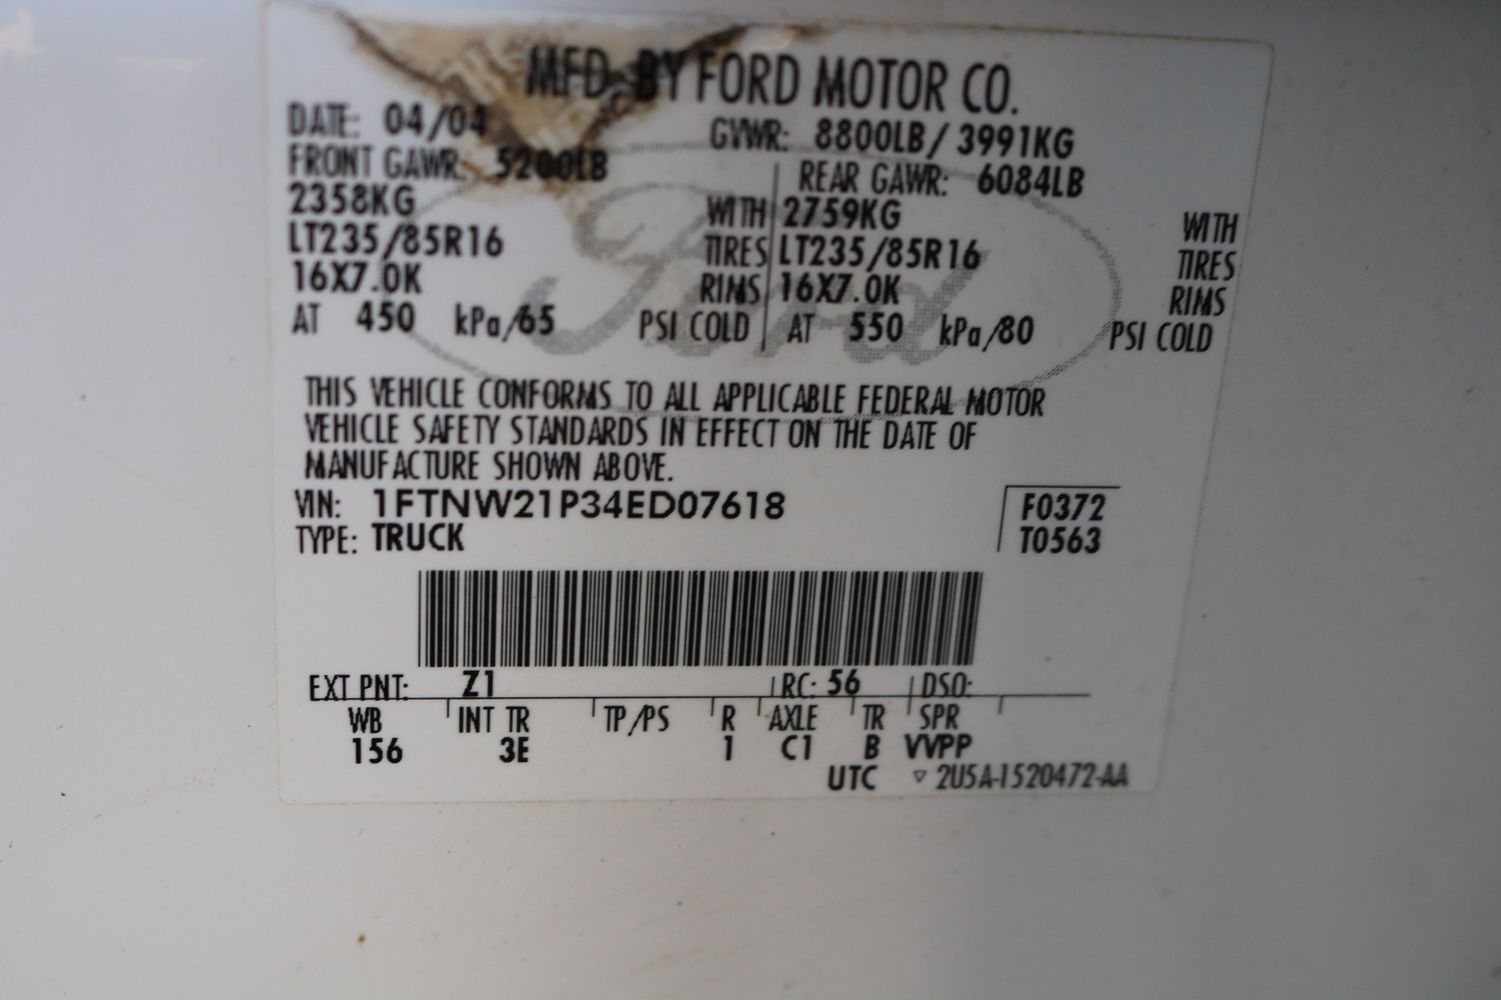 MFD. BY FORD MOTOR CO.
DATE: 04/04 GVWR: 8800LB/ 3991KG
FRONT GAWR: 5200LB REAR GAWR: 6084LB
2358KG WITH 2759KG WITH
LT235/85R16 TIRES LT235/85R16 TIRES
16X7.0K RIMS 16X7.0K RIMS
AT 450 kPa/65 PSI COLD AT 550 kPa/80 PSI COLD
Ford
THIS VEHICLE CONFORMS TO ALL APPLICABLE FEDERAL MOTOR
VEHICLE SAFETY STANDARDS IN EFFECT ON THE DATE OF
MANUFACTURE SHOWN ABOVE.
VIN: 1FTNW21P34ED07618 F0372
TYPE: TRUCK T0563
EXT PNT: Z1 RC: 56 DSO:
WB INT TR TP/PS R AXLE TR SPR
156 3E 1 C1 B VVPP
UTC ▽ 2U5A-1520472-AA